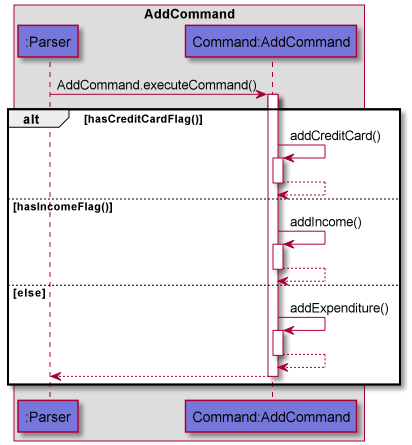 AddCommand
:Parser
Command:AddCommand
AddCommand.executeCommand()
alt
[hasCreditCardFlag()]
addCreditCard()
[hasIncomeFlag()]
addIncome()
[else]
addExpenditure()
:Parser
Command:AddCommand